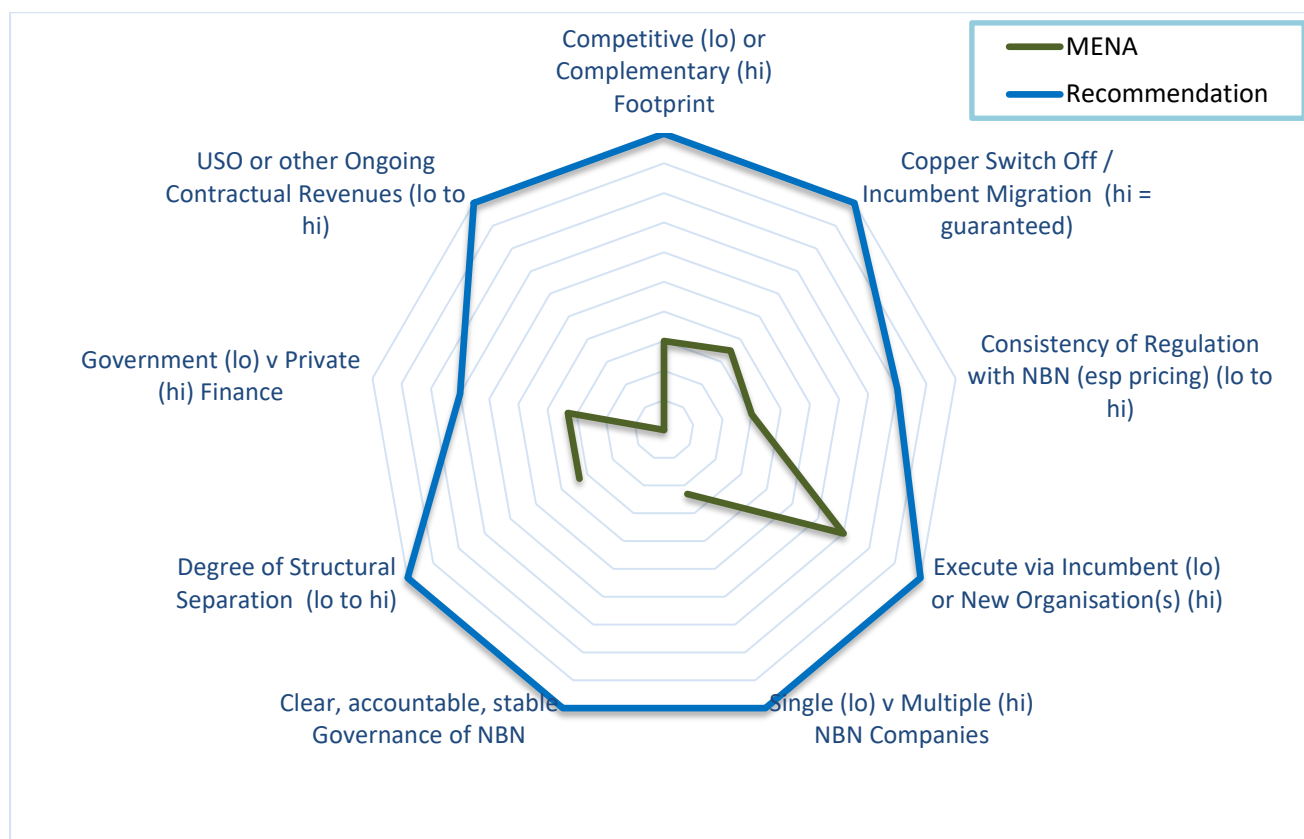 Competitive (lo) or
Complementary (hi)
Footprint
MENA
Recommendation
USO or other Ongoing
Contractual Revenues (lo to
hi)
Copper Switch Off /
Incumbent Migration  (hi =
guaranteed)
Government (lo) v Private
(hi) Finance
Consistency of Regulation
with NBN (esp pricing) (lo to
hi)
Degree of Structural
Separation  (lo to hi)
Execute via Incumbent (lo)
or New Organisation(s) (hi)
Clear, accountable, stable
Governance of NBN
Single (lo) v Multiple (hi)
NBN Companies